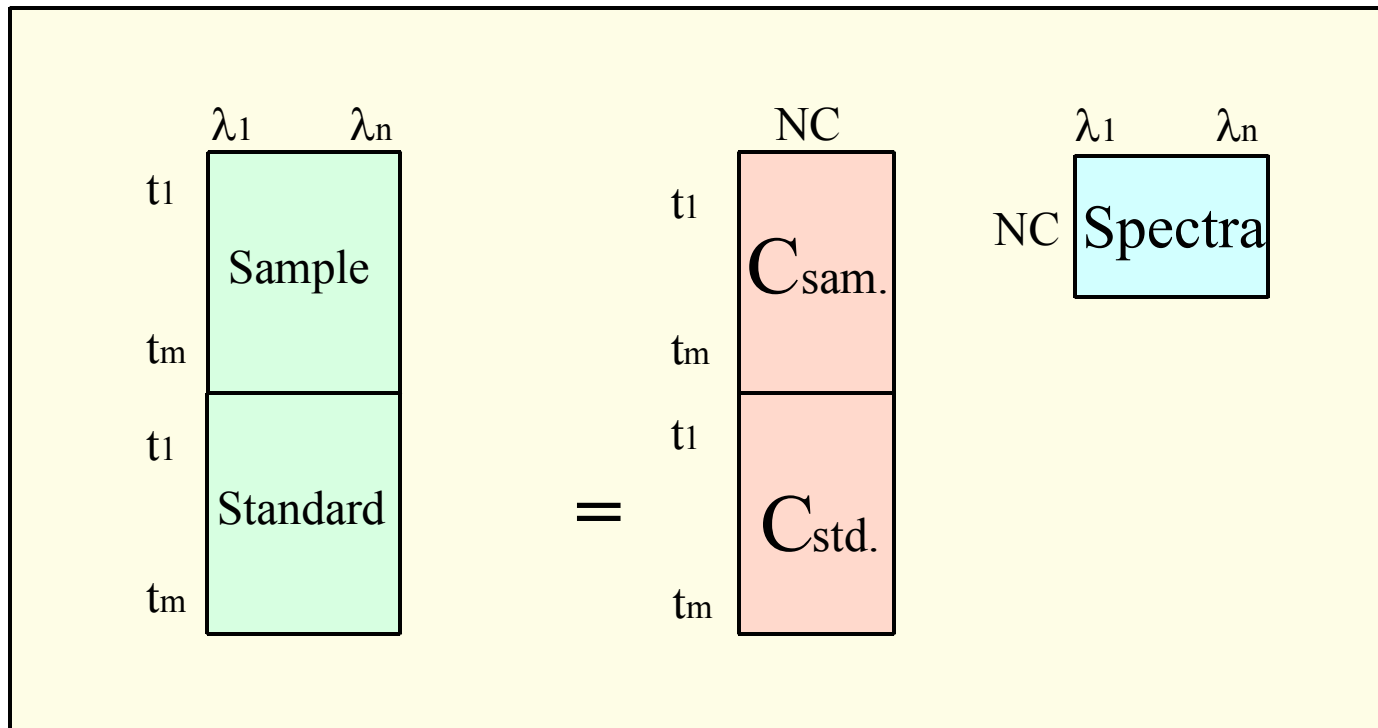 λ1 λn
NC
λ1 λn
t1
Sample
tm
t1
Standard
tm
=
t1
Csam.
tm
t1
Cstd.
tm
NC
Spectra